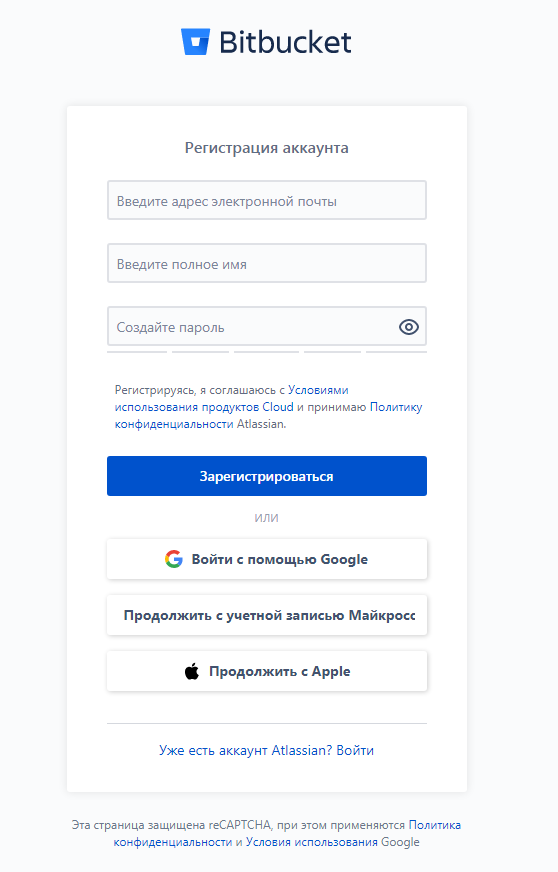 Bitbucket
Регистрация аккаунта
Введите адрес электронной почты
Введите полное имя
Создайте пароль
Регистрируясь, я соглашаюсь с Условиями
использования продуктов Cloud и принимаю Политику
конфиденциальности Atlassian.
Зарегистрироваться
ИЛИ
Войти с помощью Google
Продолжить с учетной записью Майкросс
Продолжить с Apple
Уже есть аккаунт Atlassian? Войти
Эта страница защищена reCAPTCHA, при этом применяются Политика
конфиденциальности и Условия использования Google